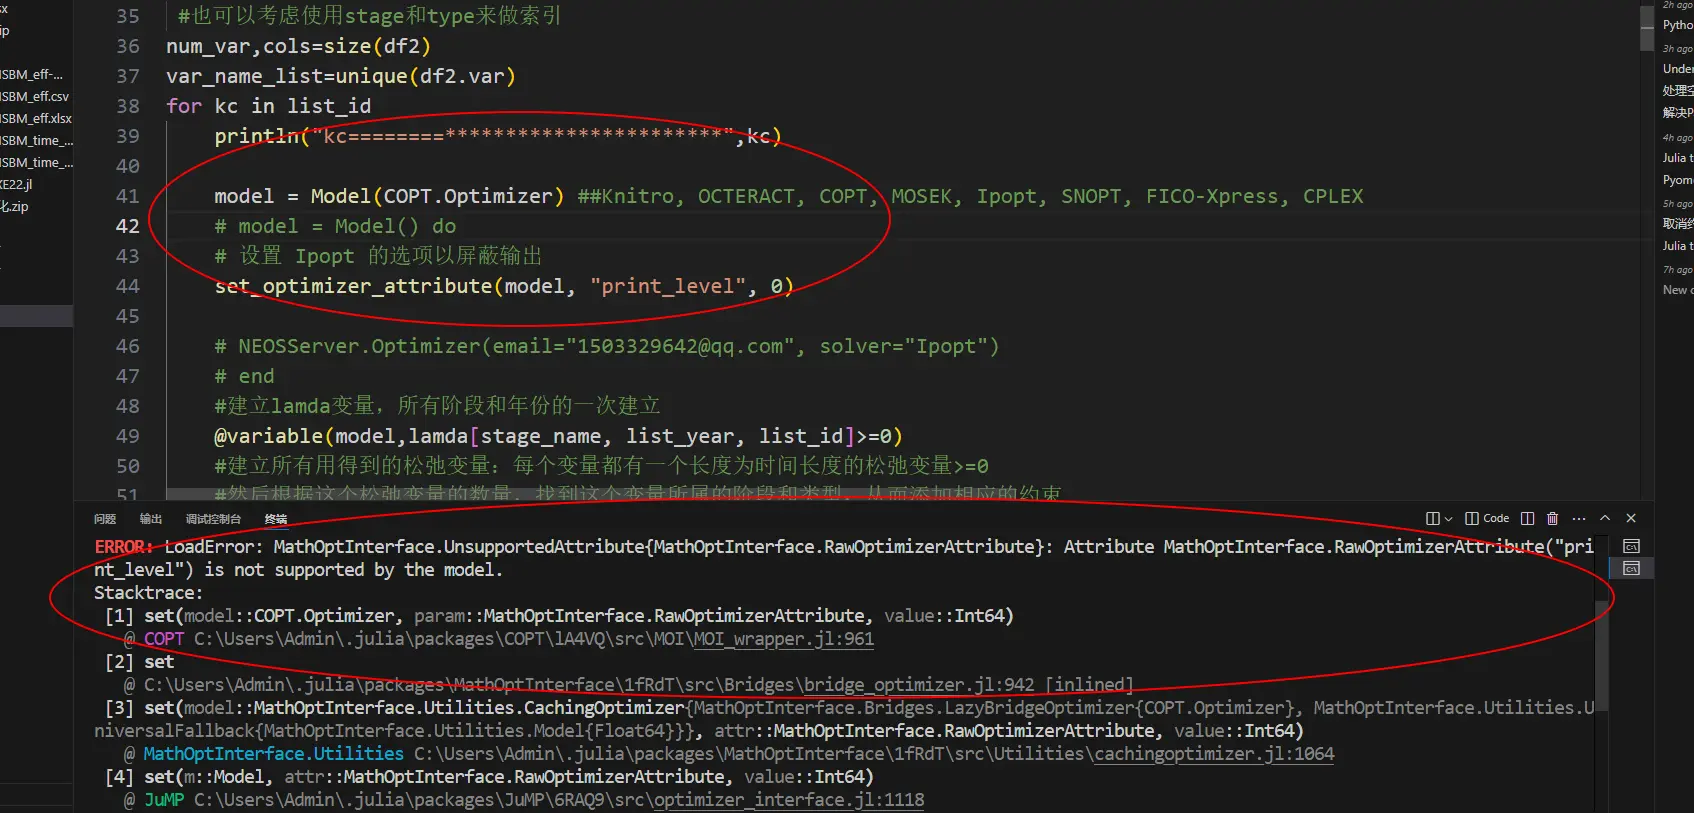 sx
ip
ISBM_eff-...
ISBM_eff.csv
ISBM_eff.xlsx
ISBM_time_...
ISBM_time_...
XE22.jl
化.zip
35 #也可以考虑使用stage和type来做索引
36 num_var,cols=size(df2)
37 var_name_list=unique(df2.var)
38 for kc in list_id
39 println("kc========***********************",kc)
40
41 model = Model(COPT.Optimizer) ##Knitro, OCTERACT, COPT, MOSEK, Ipopt, SNOPT, FICO-Xpress, CPLEX
42 # model = Model() do
43 # 设置 Ipopt 的选项以屏蔽输出
44 set_optimizer_attribute(model, "print_level", 0)
45
46 # NEOSServer.Optimizer(email="1503329642@qq.com", solver="Ipopt")
47 # end
48 #建立lamda变量，所有阶段和年份的一次建立
49 @variable(model,lamda[stage_name, list_year, list_id]>=0)
50 #建立所有用得到的松弛变量：每个变量都有一个长度为时间长度的松弛变量>=0
51 #然后根据这个松弛变量的数量，找到这个变量所属的阶段和类型，从而添加相应的约束
2h ago
Pytho
3h ago
Under
处理空
解决P
4h ago
Julia t
Pyom
5h ago
取消约
Julia t
7h ago
New c
问题 输出 调试控制台 终端
Code
ERROR: LoadError: MathOptInterface.UnsupportedAttribute{MathOptInterface.RawOptimizerAttribute}: Attribute MathOptInterface.RawOptimizerAttribute("pri
nt_level") is not supported by the model.
Stacktrace:
[1] set(model::COPT.Optimizer, param::MathOptInterface.RawOptimizerAttribute, value::Int64)
@ COPT C:\Users\Admin\.julia\packages\COPT\lA4VQ\src\MOI\MOI_wrapper.jl:961
[2] set
@ C:\Users\Admin\.julia\packages\MathOptInterface\1fRdT\src\Bridges\bridge_optimizer.jl:942 [inlined]
[3] set(model::MathOptInterface.Utilities.CachingOptimizer{MathOptInterface.Bridges.LazyBridgeOptimizer{COPT.Optimizer}, MathOptInterface.Utilities.U
niversalFallback{MathOptInterface.Utilities.Model{Float64}}}, attr::MathOptInterface.RawOptimizerAttribute, value::Int64)
@ MathOptInterface.Utilities C:\Users\Admin\.julia\packages\MathOptInterface\1fRdT\src\Utilities\cachingoptimizer.jl:1064
[4] set(m::Model, attr::MathOptInterface.RawOptimizerAttribute, value::Int64)
@ JuMP C:\Users\Admin\.julia\packages\JuMP\6RAQ9\src\optimizer_interface.jl:1118